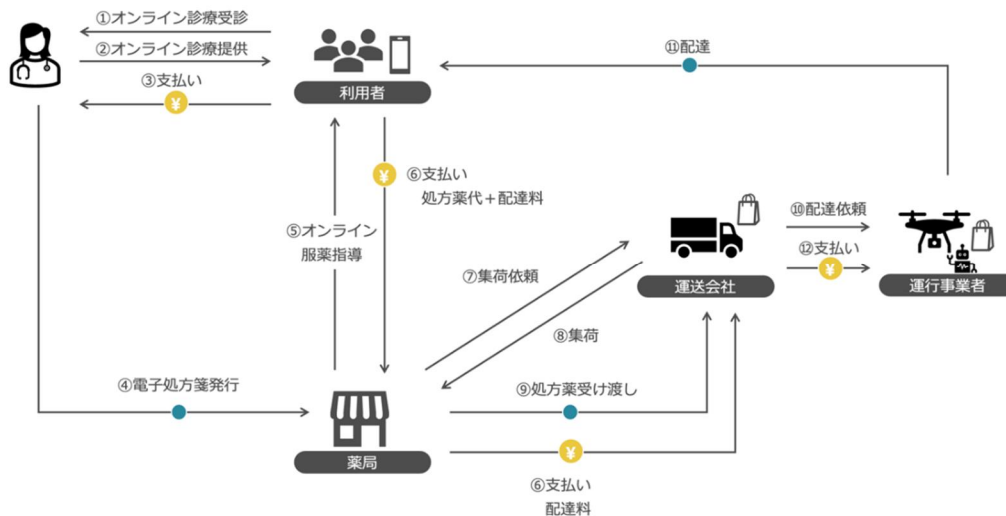 ①オンライン診療受診
②オンライン診療提供
③支払い
¥
利用者
⑪配達
¥
⑥支払い
処方薬代＋配達料
⑤オンライン
服薬指導
⑩配達依頼
⑫支払い
¥
運送会社
運行事業者
⑦集荷依頼
⑧集荷
④電子処方箋発行
⑨処方薬受け渡し
薬局
¥
⑥支払い
配達料